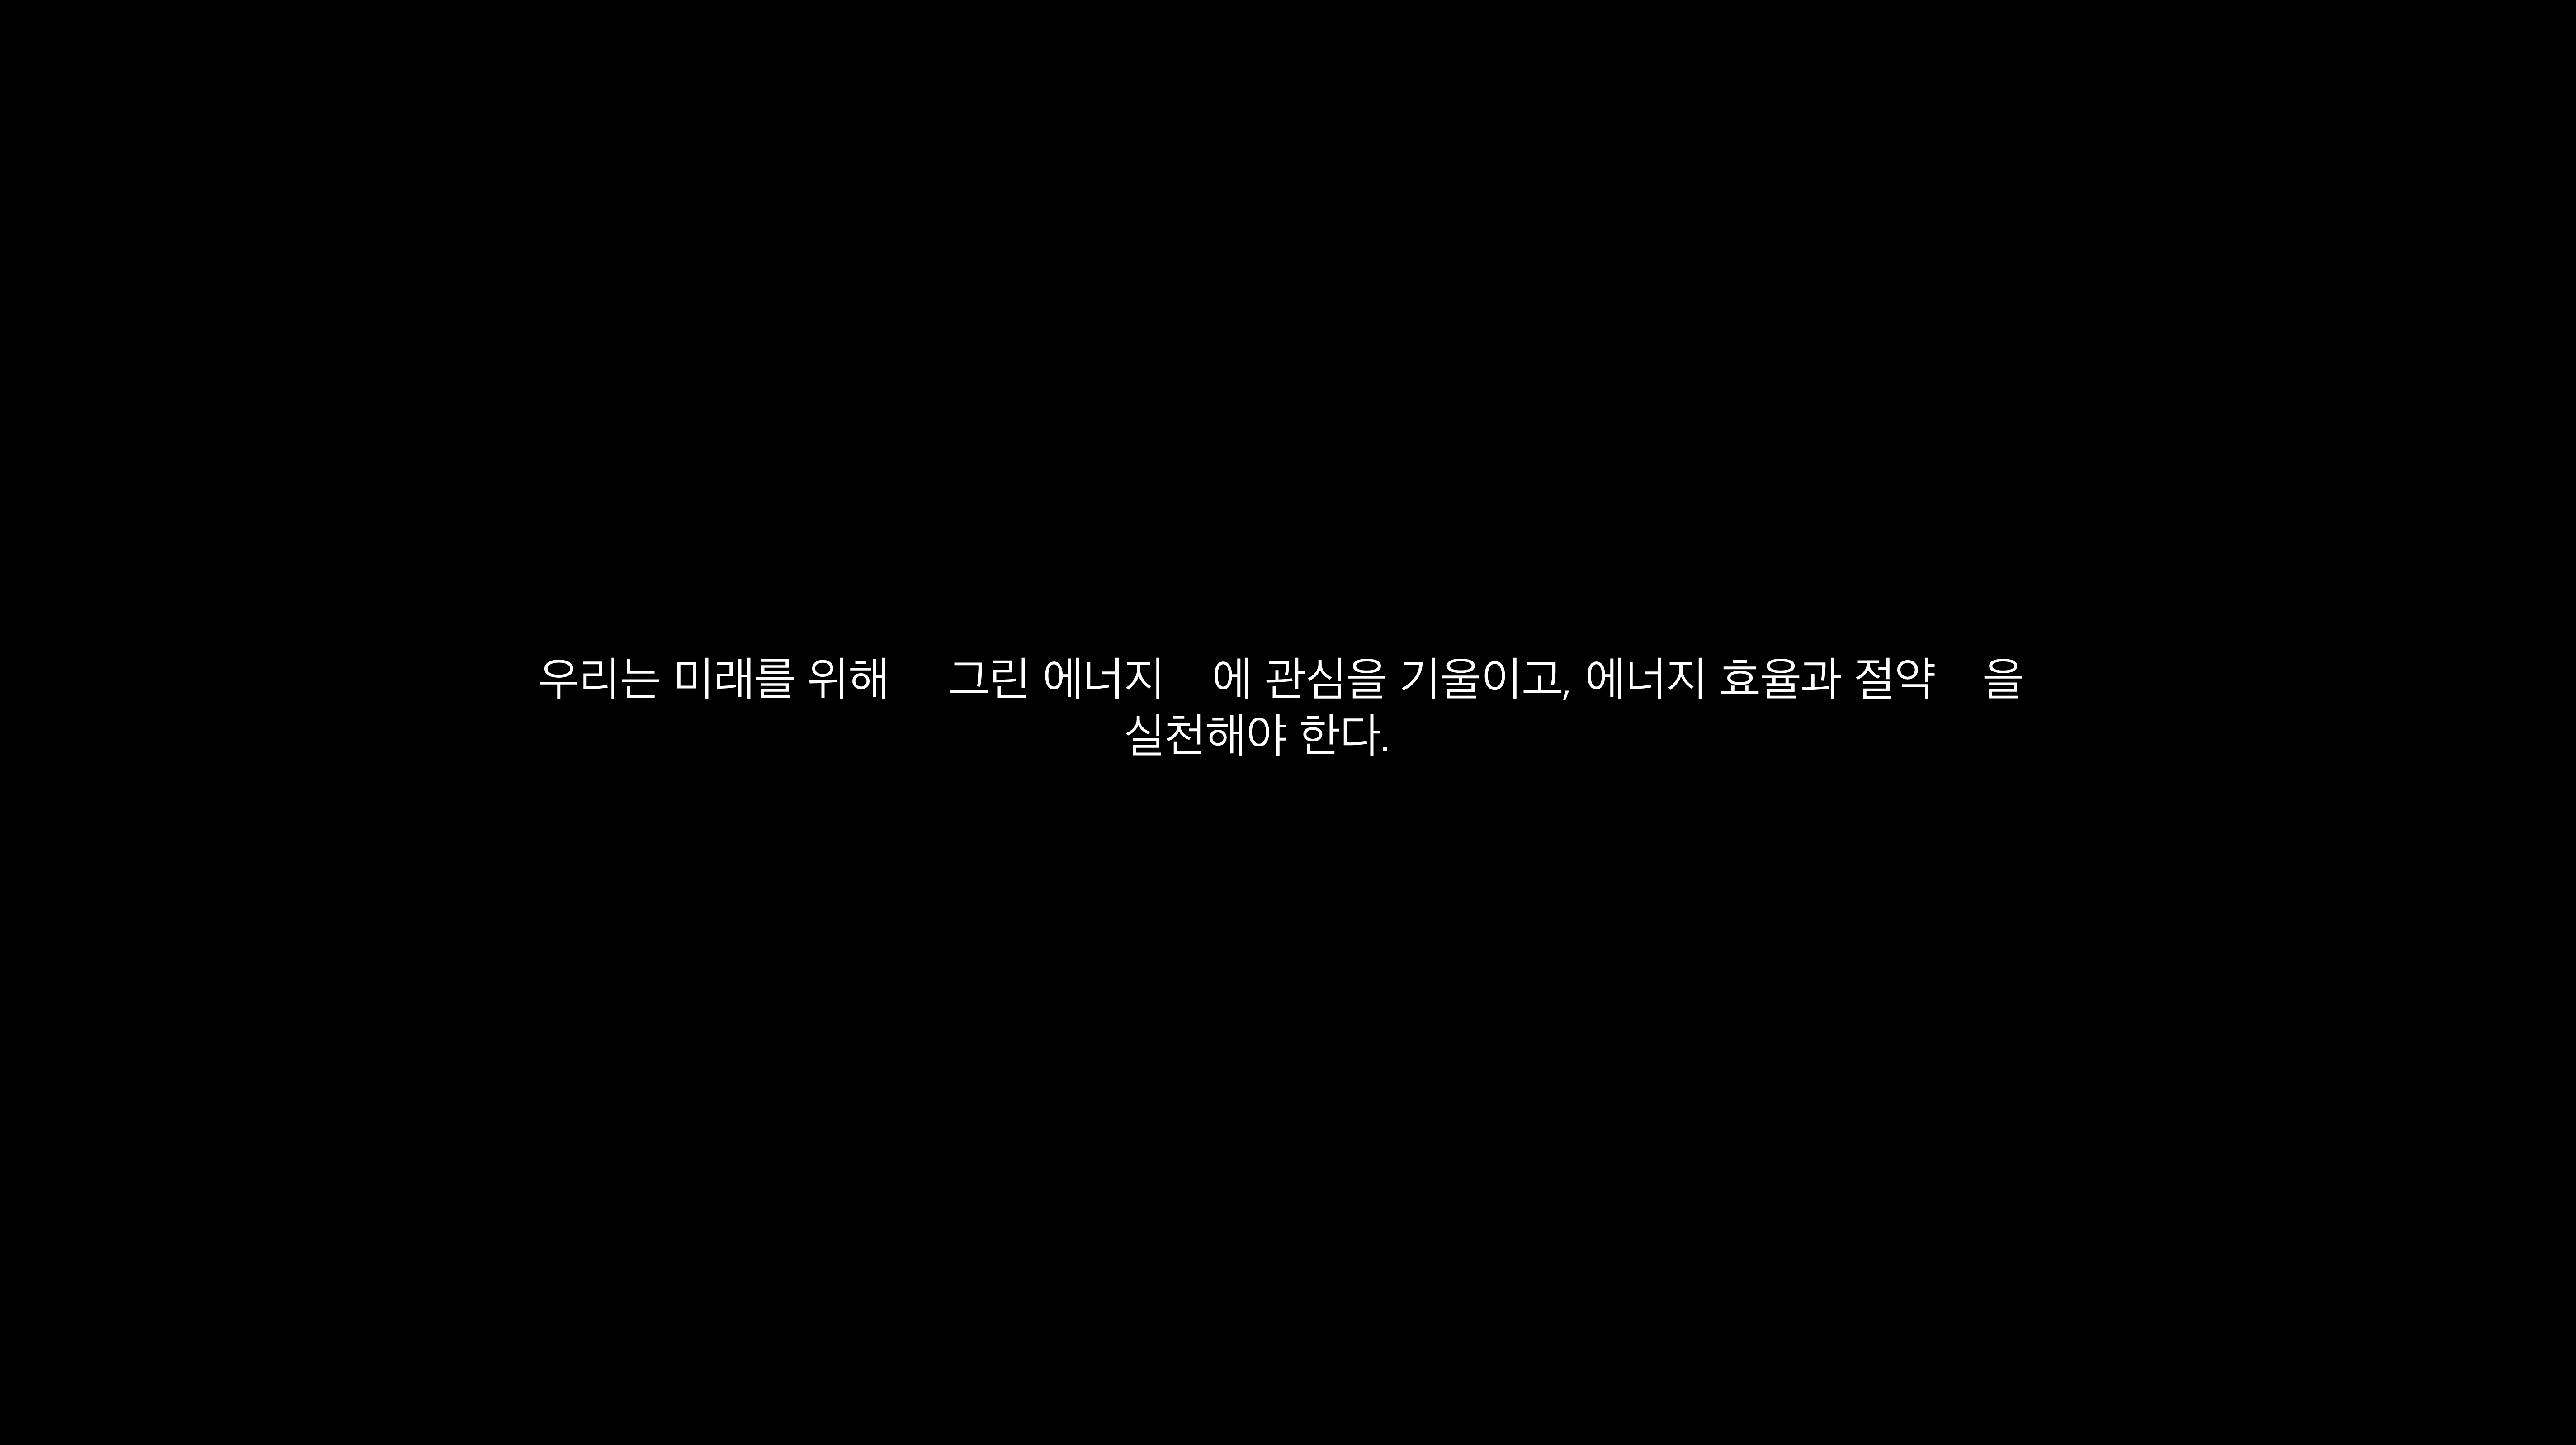 우리는 미래를 위해 그린 에너지 에 관심을 기울이고, 에너지 효율과 절약 을
실천해야 한다.